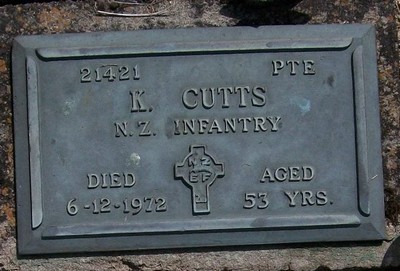 21421 PTE
K. CUTTS
N.Z. INFANTRY
NZ
EF
DIED AGED
6-12-1972 53 YRS.